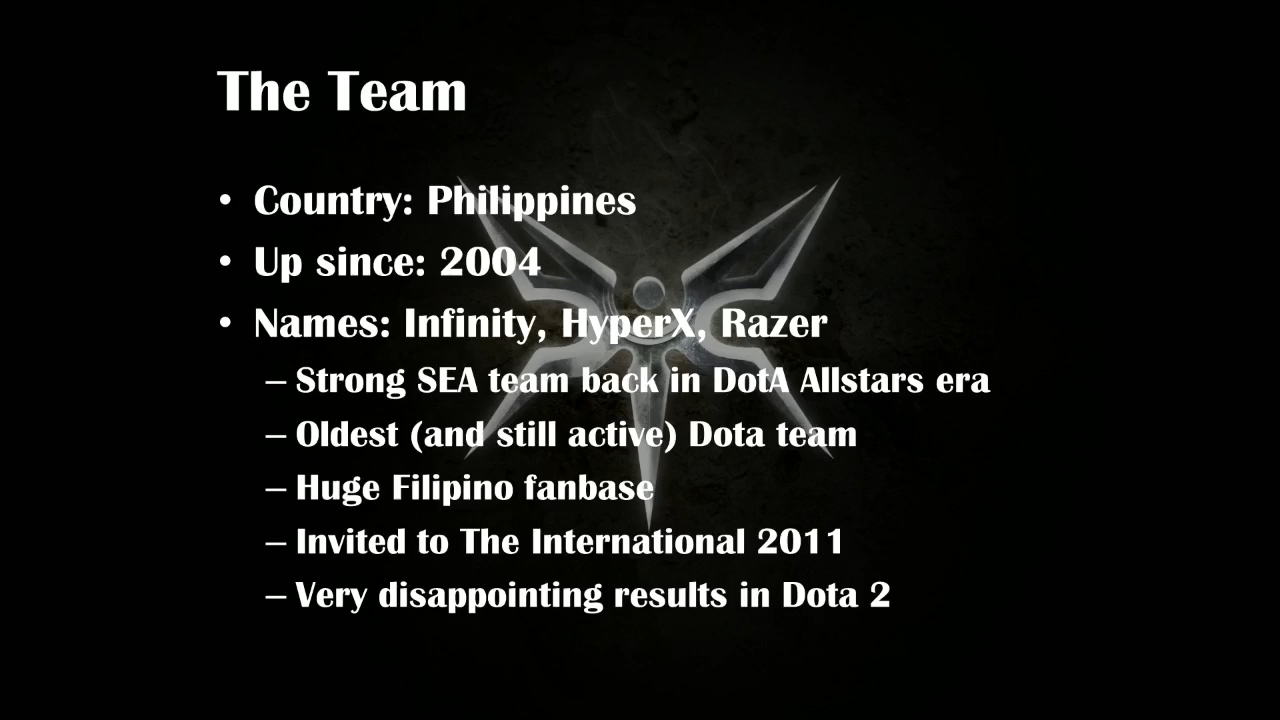 The Team
• Country: Philippines
• Up since: 2004
• Names: Infinity, HyperX, Razer
– Strong SEA team back in DotA Allstars era
– Oldest (and still active) Dota team
– Huge Filipino fanbase
– Invited to The International 2011
– Very disappointing results in Dota 2